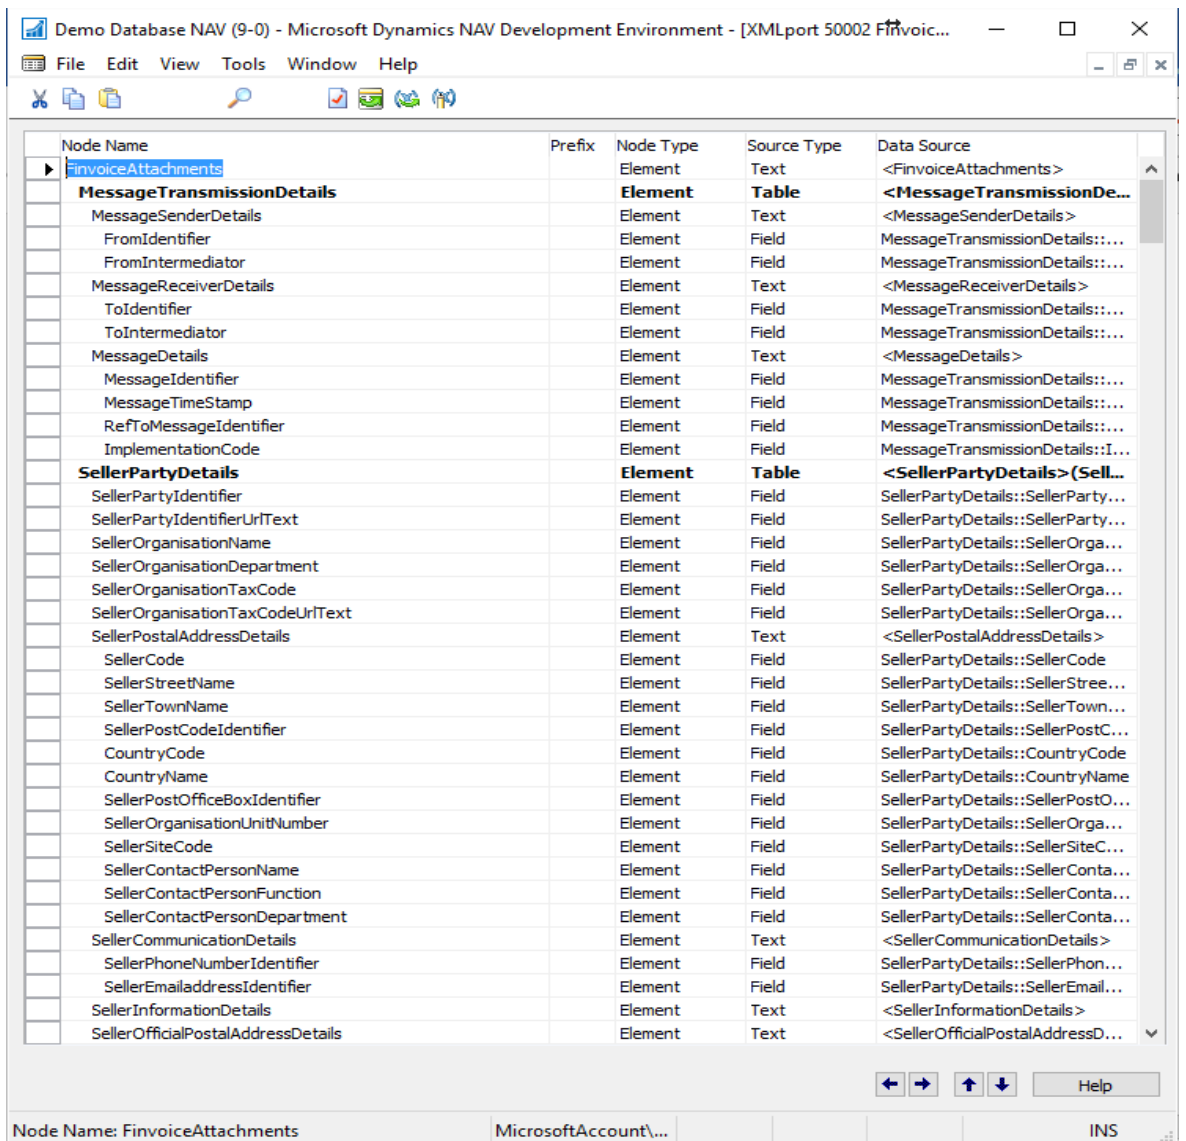 Demo Database NAV (9-0) - Microsoft Dynamics NAV Development Environment - [XMLport 50002 Finvoic...
File Edit View Tools Window Help
Node Name Prefix Node Type Source Type Data Source
FinvoiceAttachments Element Text <FinvoiceAttachments>
MessageTransmissionDetails Element Table <MessageTransmissionDe...
MessageSenderDetails Element Text <MessageSenderDetails>
FromIdentifier Element Field MessageTransmissionDetails::...
FromIntermediator Element Field MessageTransmissionDetails::...
MessageReceiverDetails Element Text <MessageReceiverDetails>
ToIdentifier Element Field MessageTransmissionDetails::...
ToIntermediator Element Field MessageTransmissionDetails::...
MessageDetails Element Text <MessageDetails>
MessageIdentifier Element Field MessageTransmissionDetails::...
MessageTimeStamp Element Field MessageTransmissionDetails::...
RefToMessageIdentifier Element Field MessageTransmissionDetails::...
ImplementationCode Element Field MessageTransmissionDetails::I...
SellerPartyDetails Element Table <SellerPartyDetails>(Sell...
SellerPartyIdentifier Element Field SellerPartyDetails::SellerParty...
SellerPartyIdentifierUrlText Element Field SellerPartyDetails::SellerParty...
SellerOrganisationName Element Field SellerPartyDetails::SellerOrga...
SellerOrganisationDepartment Element Field SellerPartyDetails::SellerOrga...
SellerOrganisationTaxCode Element Field SellerPartyDetails::SellerOrga...
SellerOrganisationTaxCodeUrlText Element Field SellerPartyDetails::SellerOrga...
SellerPostalAddressDetails Element Text <SellerPostalAddressDetails>
SellerCode Element Field SellerPartyDetails::SellerCode
SellerStreetName Element Field SellerPartyDetails::SellerStree...
SellerTownName Element Field SellerPartyDetails::SellerTown...
SellerPostCodeIdentifier Element Field SellerPartyDetails::SellerPostC...
CountryCode Element Field SellerPartyDetails::CountryCode
CountryName Element Field SellerPartyDetails::CountryName
SellerPostOfficeBoxIdentifier Element Field SellerPartyDetails::SellerPostO...
SellerOrganisationUnitNumber Element Field SellerPartyDetails::SellerOrga...
SellerSiteCode Element Field SellerPartyDetails::SellerSiteC...
SellerContactPersonName Element Field SellerPartyDetails::SellerConta...
SellerContactPersonFunction Element Field SellerPartyDetails::SellerConta...
SellerContactPersonDepartment Element Field SellerPartyDetails::SellerConta...
SellerCommunicationDetails Element Text <SellerCommunicationDetails>
SellerPhoneNumberIdentifier Element Field SellerPartyDetails::SellerPhon...
SellerEmailaddressIdentifier Element Field SellerPartyDetails::SellerEmail...
SellerInformationDetails Element Text <SellerInformationDetails>
SellerOfficialPostalAddressDetails Element Text <SellerOfficialPostalAddressD...
Help
Node Name: FinvoiceAttachments MicrosoftAccount\... INS